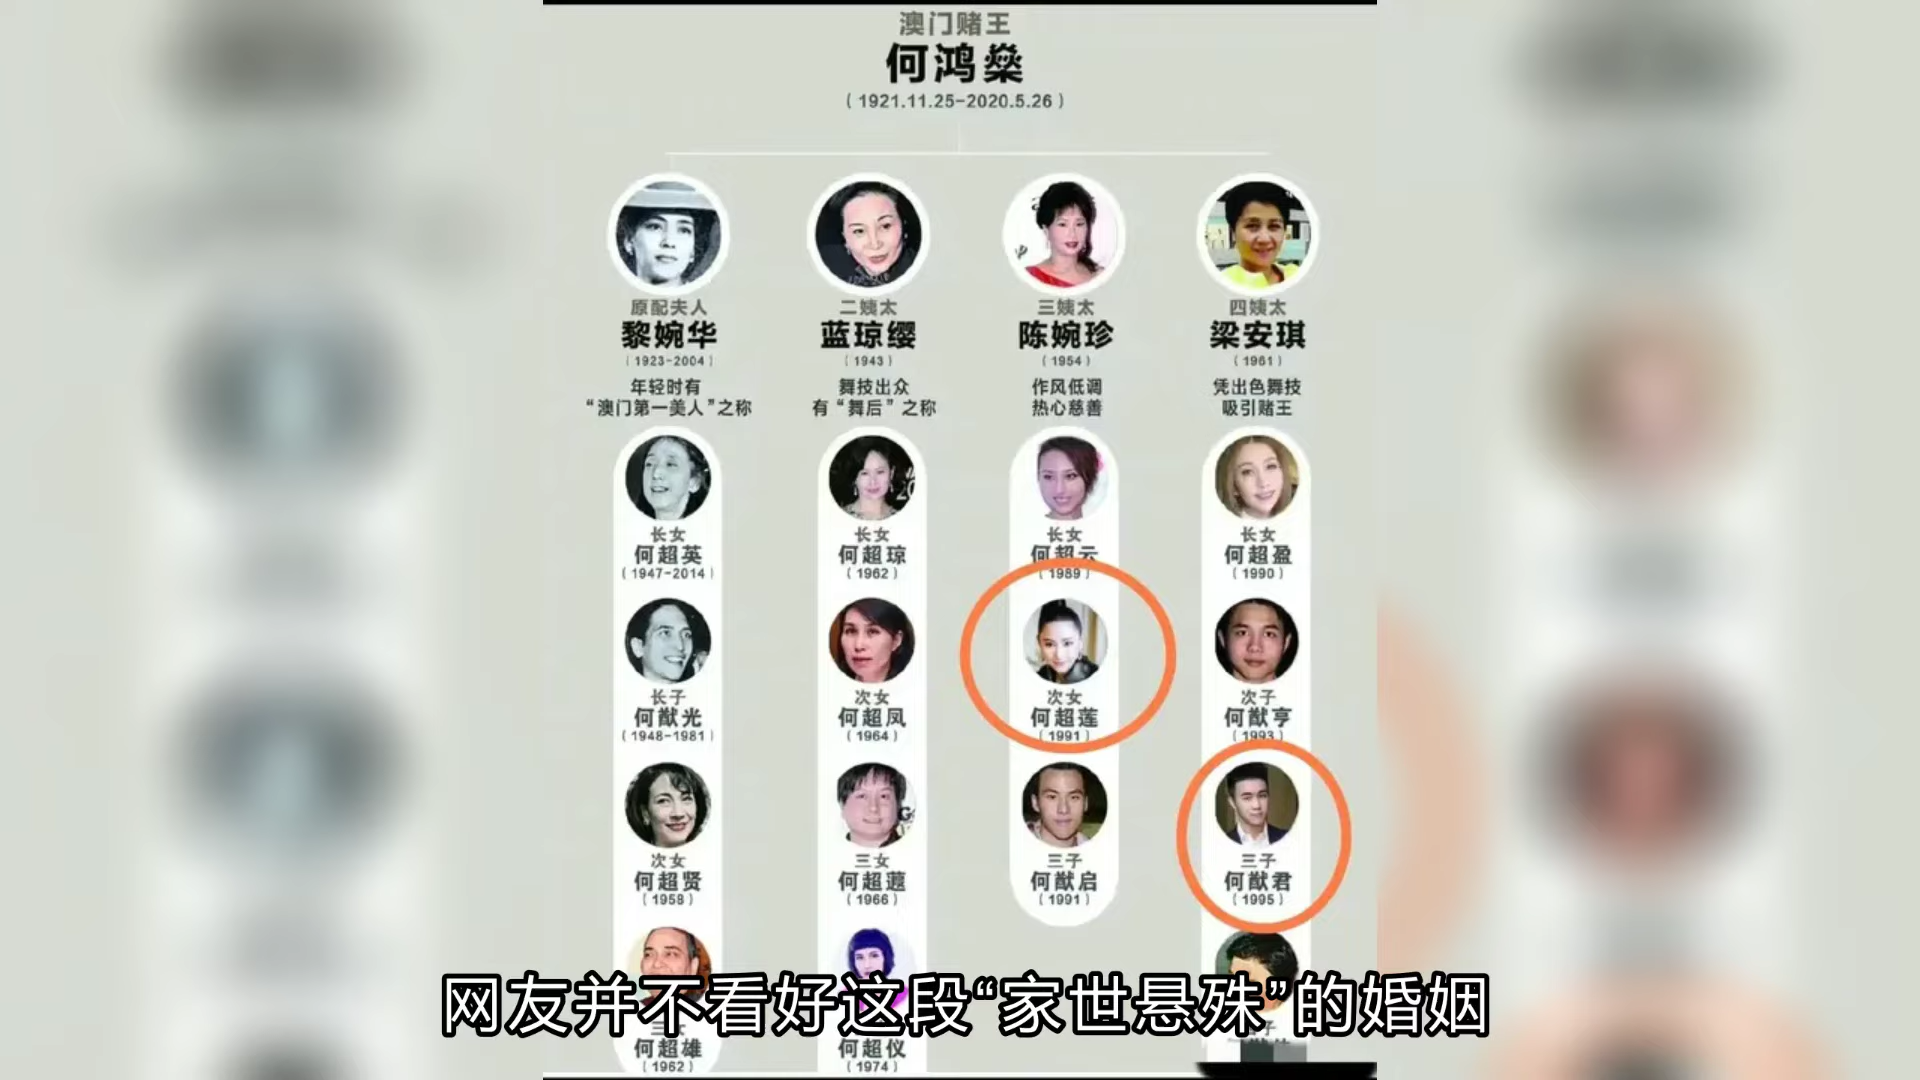 澳门赌王
何鸿燊
（1921.11.25-2020.5.26）
原配夫人
黎婉华
（1923-2004）
年轻时有
“澳门第一美人”之称
二姨太
蓝琼缨
（1943）
舞技出众
有“舞后”之称
三姨太
陈婉珍
（1954）
作风低调
热心慈善
四姨太
梁安琪
（1961）
凭出色舞技
吸引赌王
长女
何超英
（1947-2014）
长子
何猷光
（1948-1981）
次女
何超贤
（1958）
三女
何超雄
（1962）
长女
何超琼
（1962）
次女
何超凤
（1964）
三女
何超蕸
（1966）
何超仪
（1974）
长女
何超云
（1989）
次女
何超莲
（1991）
三子
何猷启
（1991）
长女
何超盈
（1990）
次子
何猷亨
（1993）
三子
何猷君
（1995）
网友并不看好这段“家世悬殊”的婚姻